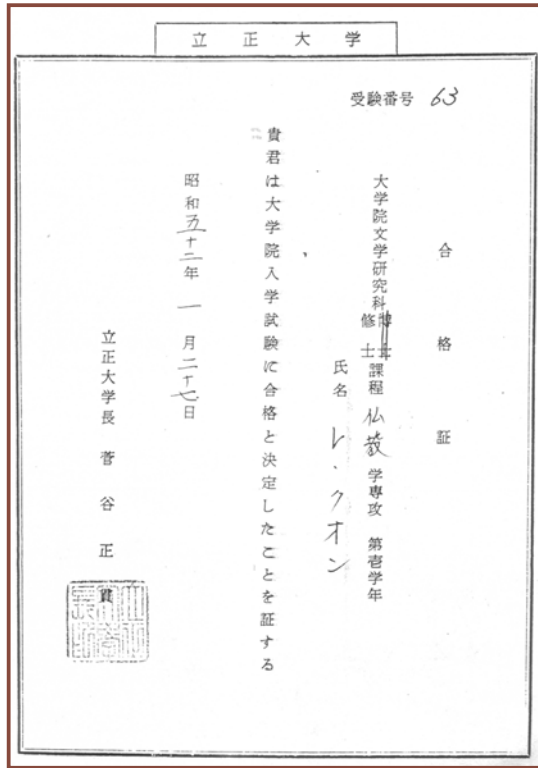 立正大学
受験番号 63
合格証
大学院文学研究科博士修士課程仏教学専攻 第壱学年
氏名 レ・クオン
貴君は大学院入学試験に合格と決定したことを証する
昭和五十二年一月二十七日
立正大学長 菅谷正貫